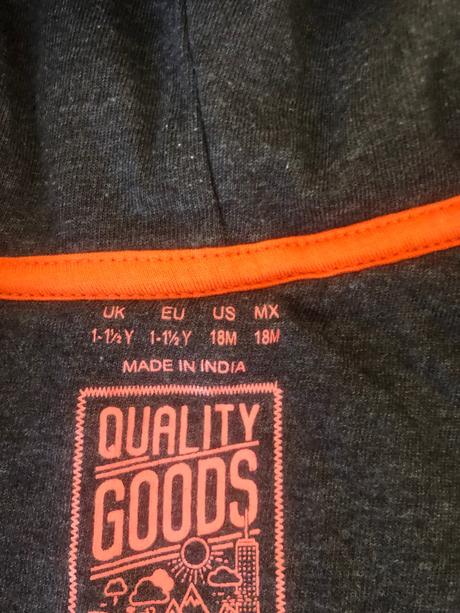 UK EU US MX
1-1½Y 1-1½Y 18M 18M
MADE IN INDIA
QUALITY
GOODS